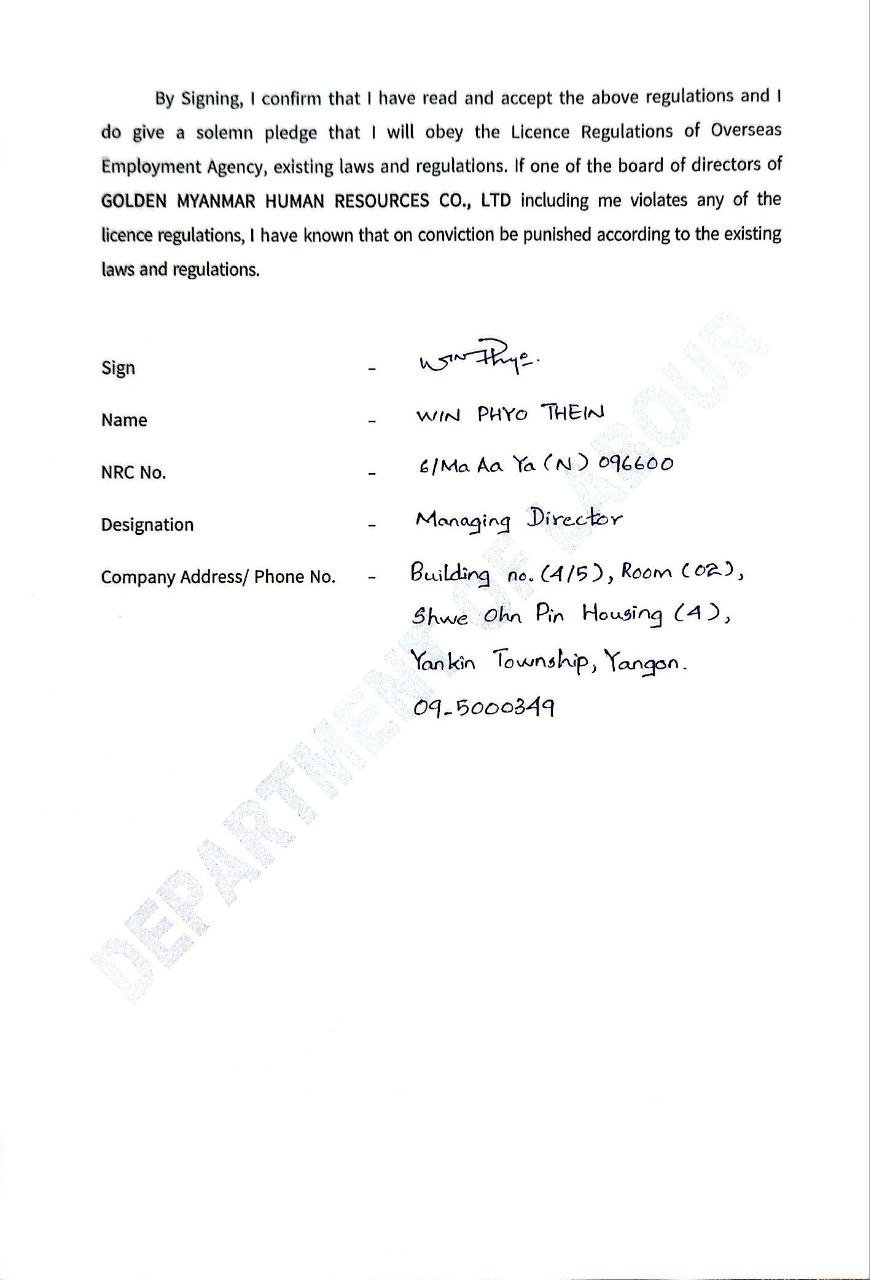 By Signing, I confirm that I have read and accept the above regulations and I
do give a solemn pledge that I will obey the Licence Regulations of Overseas
Employment Agency, existing laws and regulations. If one of the board of directors of
GOLDEN MYANMAR HUMAN RESOURCES CO., LTD including me violates any of the
licence regulations, I have known that on conviction be punished according to the existing
laws and regulations.
Sign - Win Phyo.
Name - WIN PHYO THEIN
NRC No. - 6/Ma Aa Ya (N) 096600
Designation - Managing Director
Company Address/ Phone No. - Building no. (4/5), Room (02),
Shwe Ohn Pin Housing (4),
Yankin Township, Yangon.
09-5000349
DEPARTMENT OF LABOUR